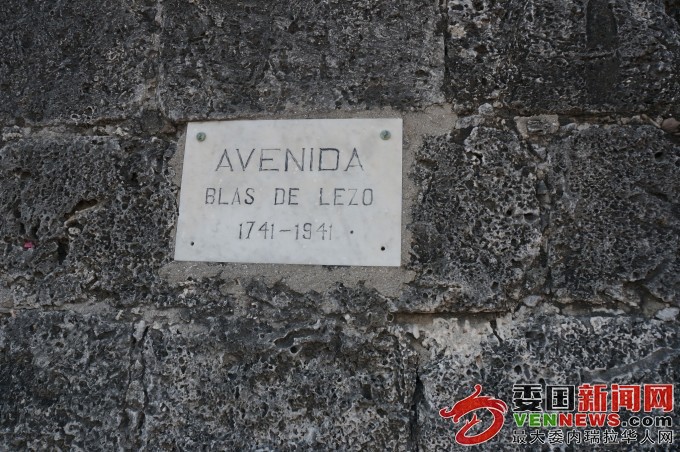 AVENIDA
BLAS DE LEZO
1741-1941
委国新闻网
VENNEWS.COM
最大委内瑞拉华人网